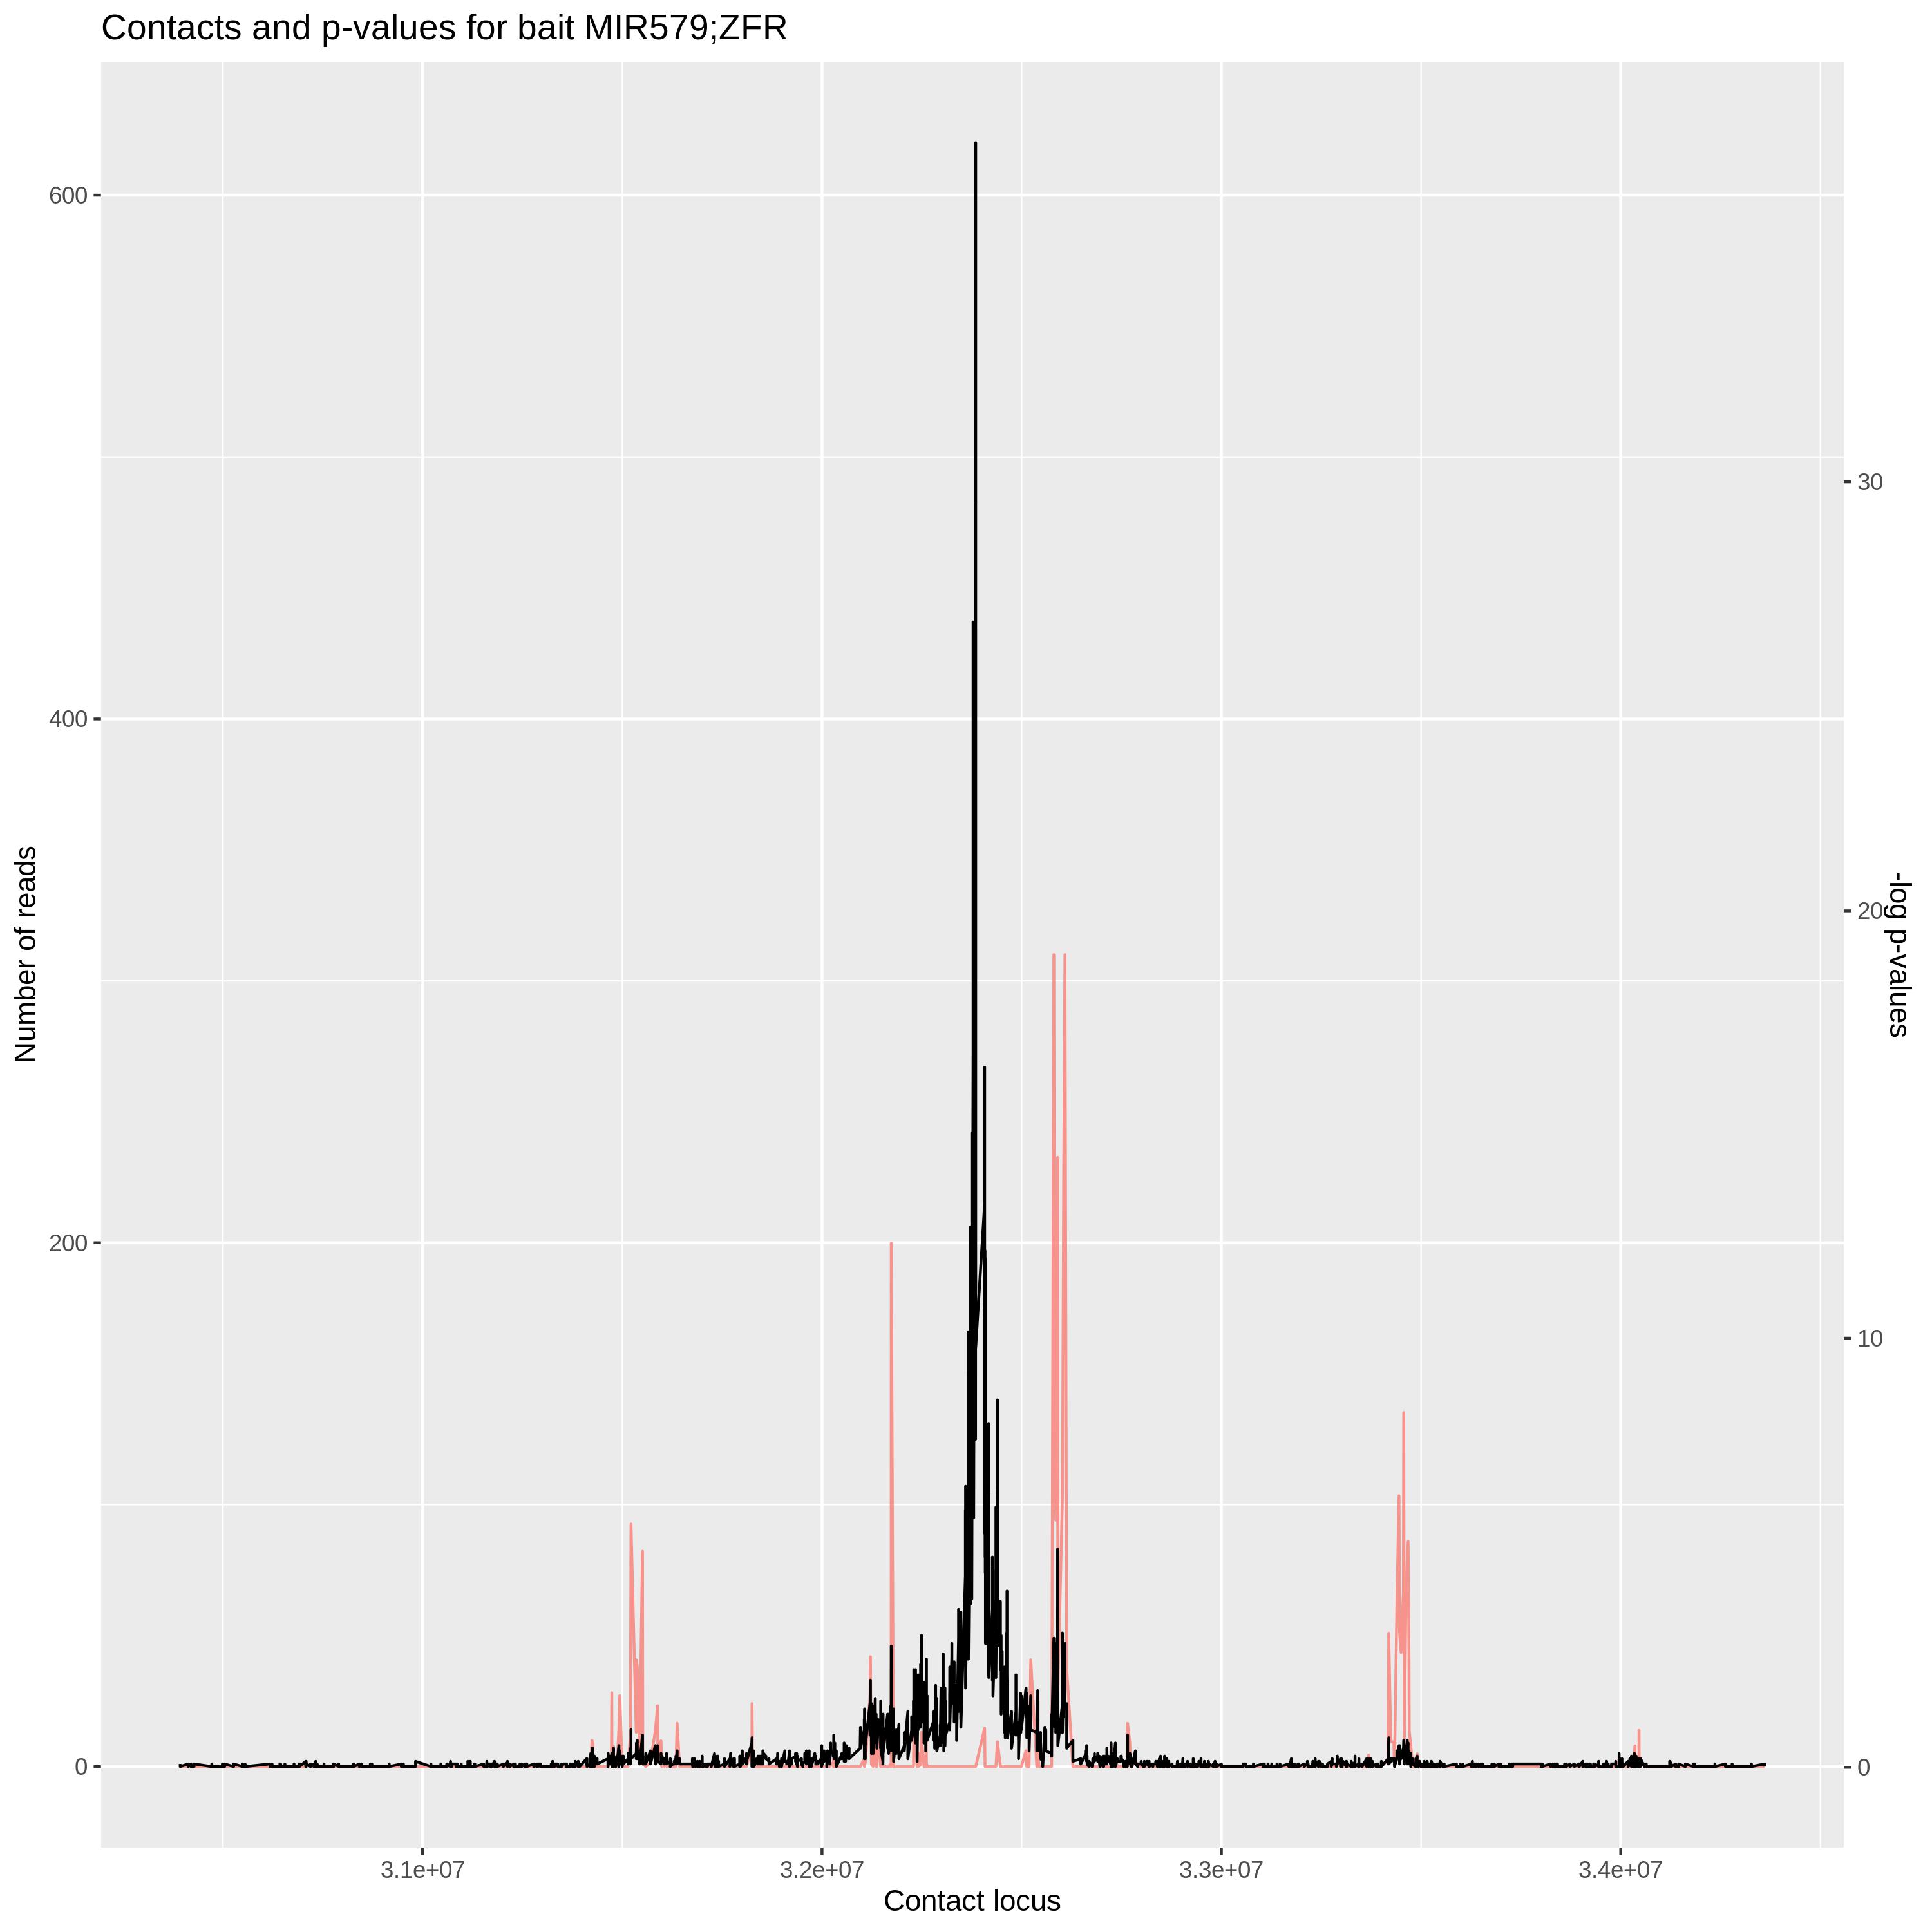 Contacts and p-values for bait MIR579;ZFR
600
400
200
0
Number of reads
30
20
10
0
-log p-values
3.1e+07
3.2e+07
3.3e+07
3.4e+07
Contact locus